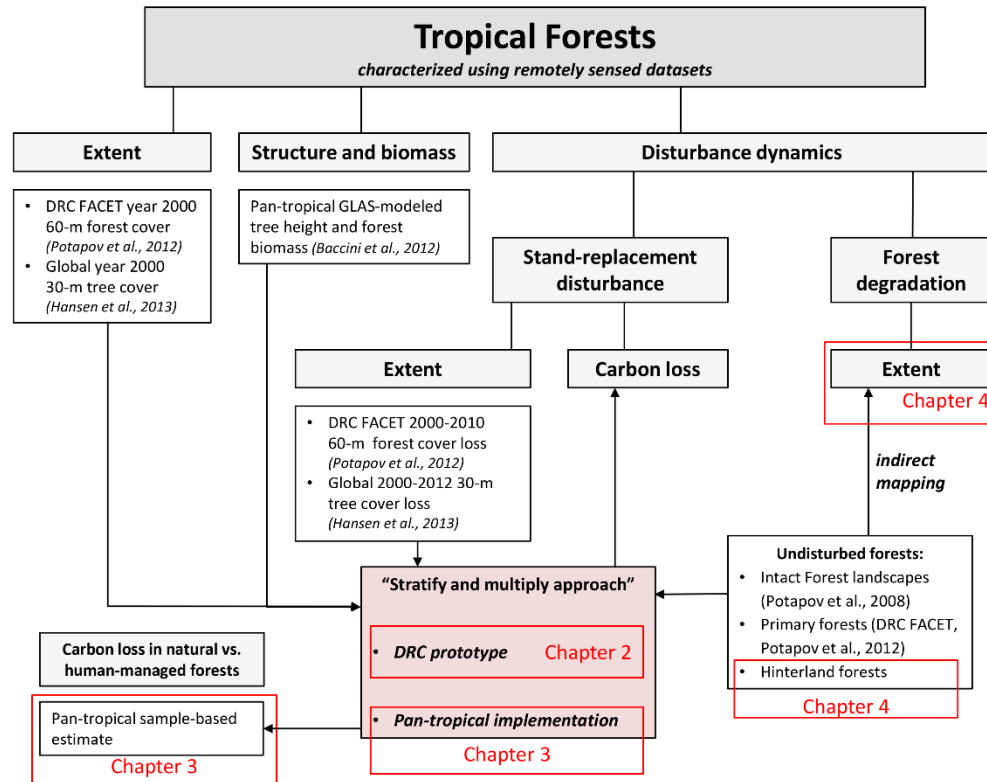 Tropical Forests
characterized using remotely sensed datasets
Extent
Structure and biomass
Disturbance dynamics
• DRC FACET year 2000
60-m forest cover
(Potapov et al., 2012)
• Global year 2000
30-m tree cover
(Hansen et al., 2013)
Pan-tropical GLAS-modeled
tree height and forest
biomass (Baccini et al., 2012)
Stand-replacement
disturbance
Forest
degradation
Extent
Carbon loss
Extent
Chapter 4
• DRC FACET 2000-2010
60-m forest cover loss
(Potapov et al., 2012)
• Global 2000-2012 30-m
tree cover loss
(Hansen et al., 2013)
indirect
mapping
Undisturbed forests:
• Intact Forest landscapes
(Potapov et al., 2008)
• Primary forests (DRC FACET,
Potapov et al., 2012)
• Hinterland forests
Chapter 4
"Stratify and multiply approach"
• DRC prototype
Chapter 2
• Pan-tropical implementation
Chapter 3
Carbon loss in natural vs.
human-managed forests
Pan-tropical sample-based
estimate
Chapter 3